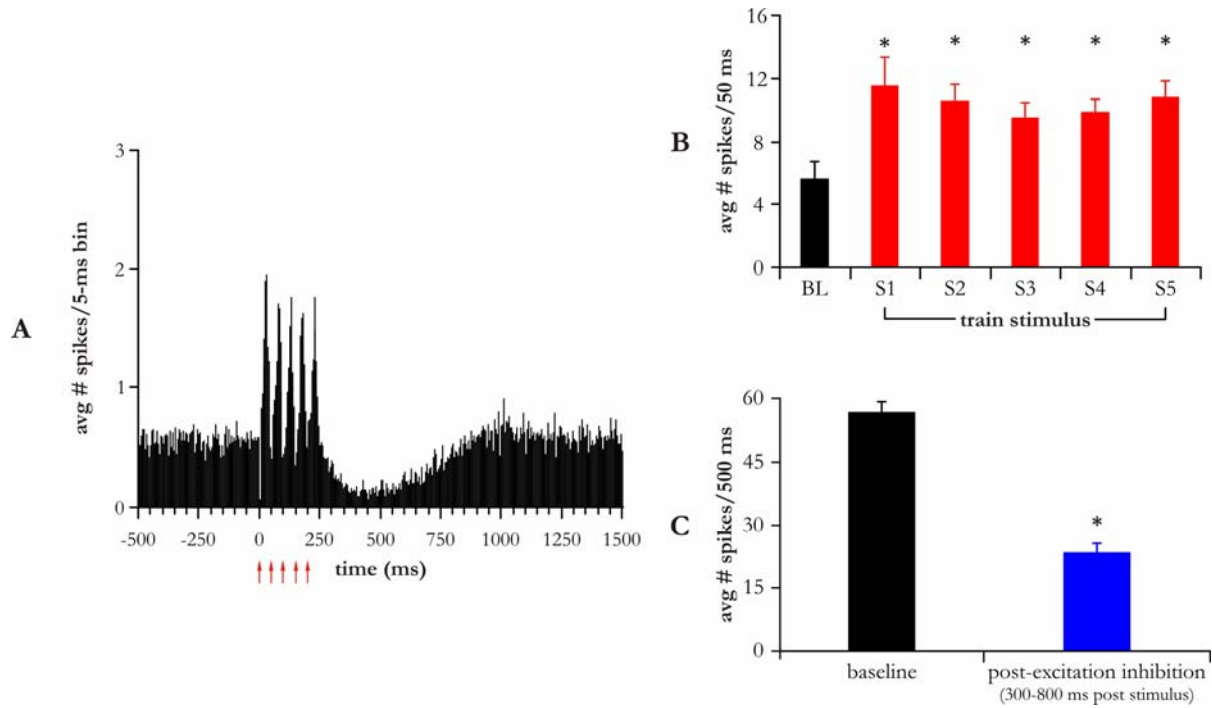 A
avg # spikes/5-ms bin
3
2
1
0
-500 -250 0 250 500 750 1000 1250 1500
time (ms)
B
avg # spikes/50 ms
16
12
8
4
0
* * * * *
BL S1 S2 S3 S4 S5
train stimulus
C
avg # spikes/500 ms
60
45
30
15
0
*
baseline post-excitation inhibition
(300-800 ms post stimulus)